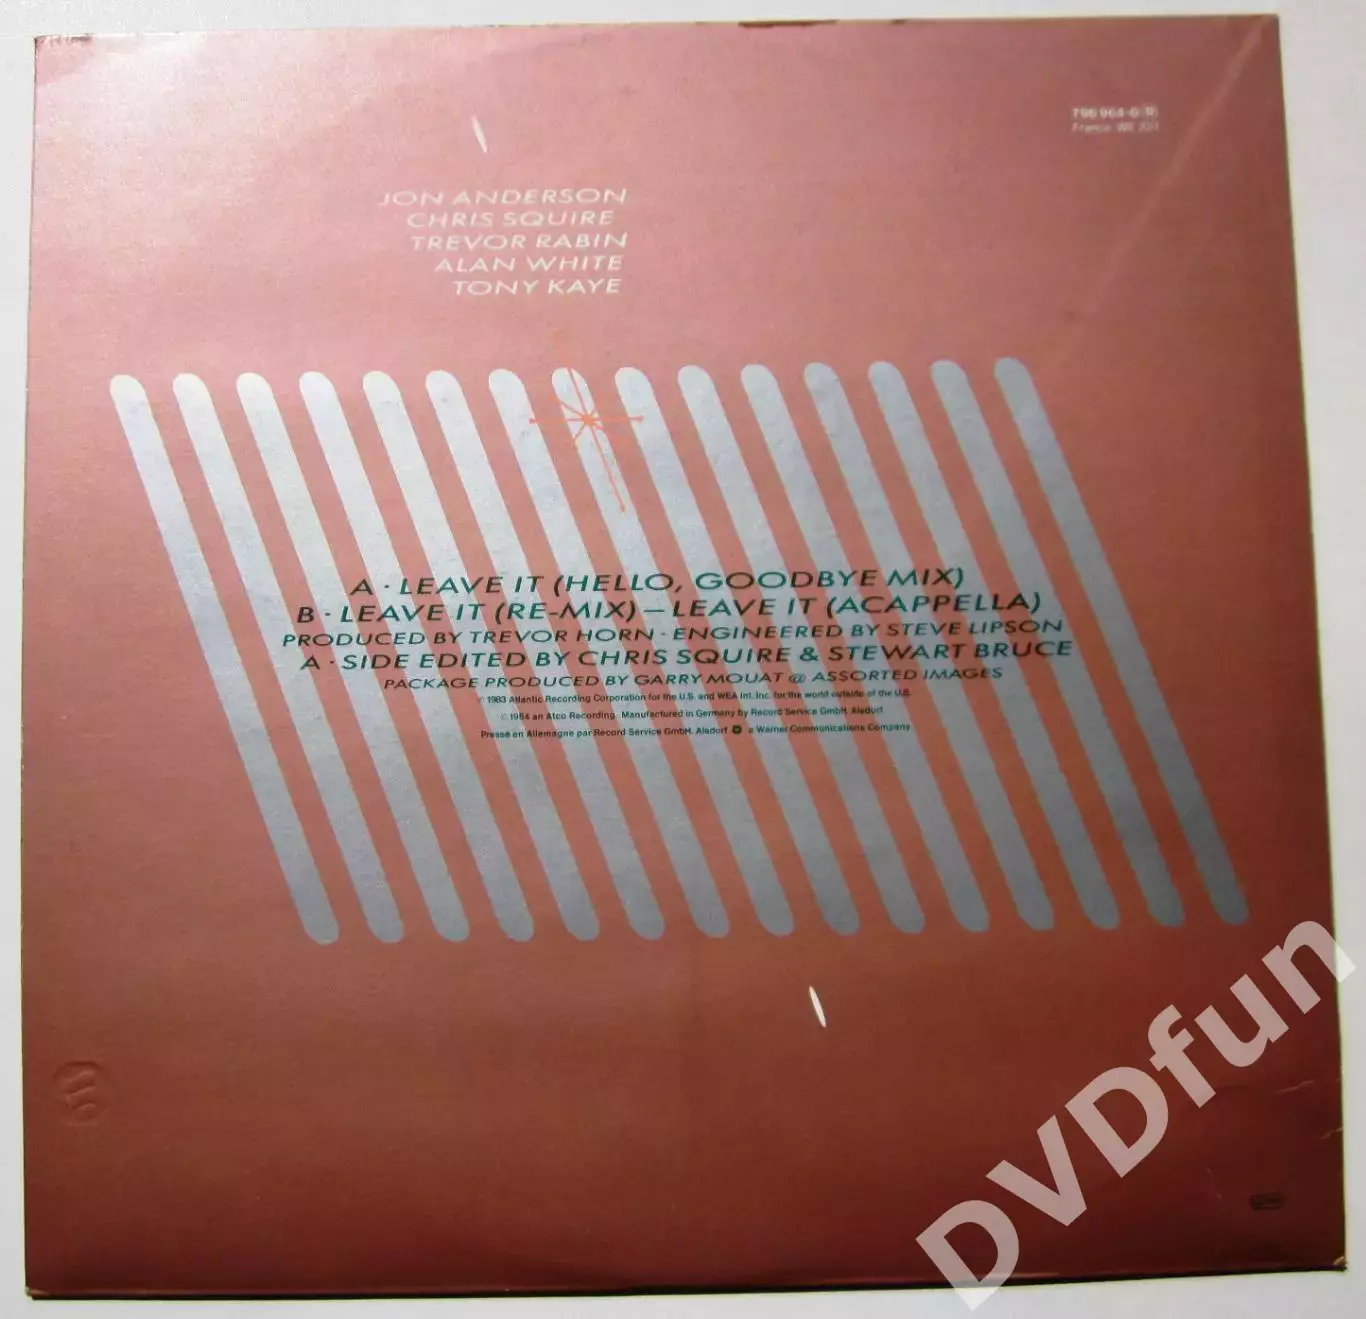 796 964-0
France: WE
JON ANDERSON
CHRIS SQUIRE
TREVOR RABIN
ALAN WHITE
TONY KAYE
A · LEAVE IT (HELLO, GOODBYE MIX)
B · LEAVE IT (RE-MIX) – LEAVE IT (ACAPPELLA)
PRODUCED BY TREVOR HORN · ENGINEERED BY STEVE LIPSON
A · SIDE EDITED BY CHRIS SQUIRE & STEWART BRUCE
PACKAGE PRODUCED BY GARRY MOUAT @ ASSORTED IMAGES
℗ 1983 Atlantic Recording Corporation for the U.S. and WEA Int. Inc. for the world outside of the U.S.
© 1984 an Atco Recording. Manufactured in Germany by Record Service GmbH. Alsdorf
Pressé en Allemagne par Record Service GmbH. Alsdorf a Warner Communications Company
DVDfun